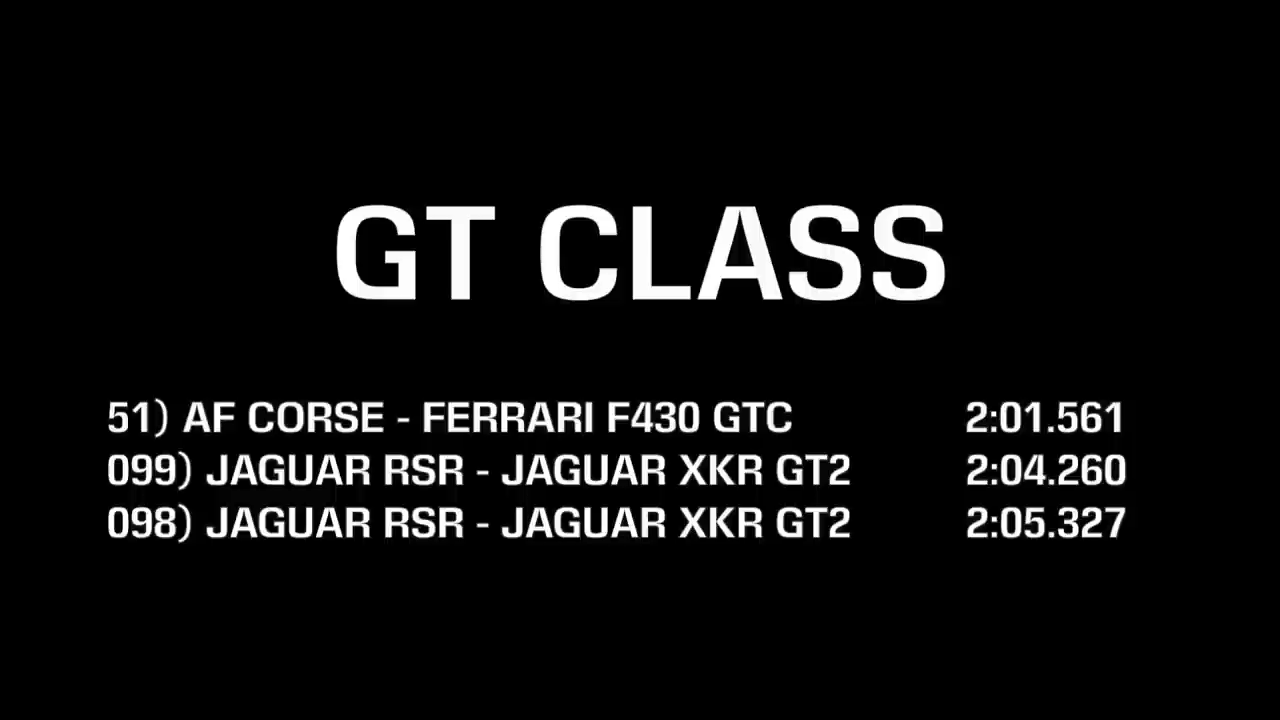 GT CLASS
51) AF CORSE - FERRARI F430 GTC 2:01.561
099) JAGUAR RSR - JAGUAR XKR GT2 2:04.260
098) JAGUAR RSR - JAGUAR XKR GT2 2:05.327